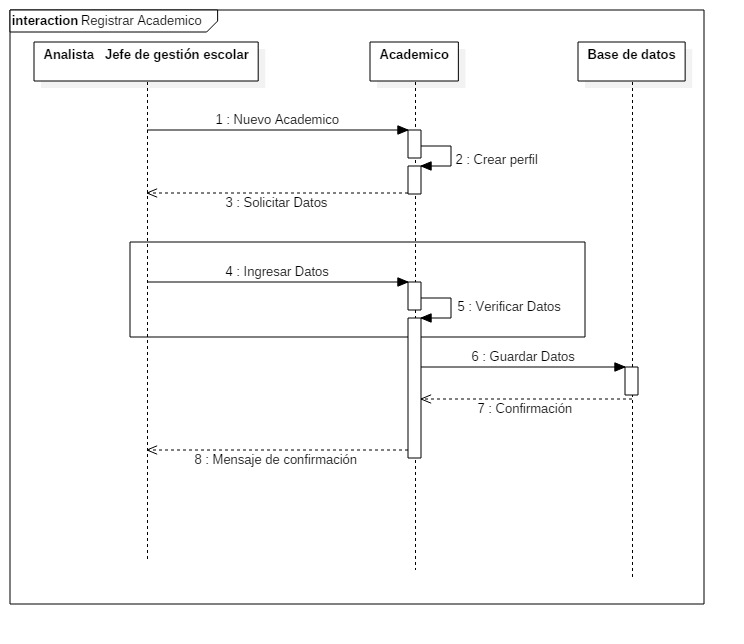 interaction Registrar Academico
Analista Jefe de gestión escolar
Academico
Base de datos
1 : Nuevo Academico
2 : Crear perfil
3 : Solicitar Datos
4 : Ingresar Datos
5 : Verificar Datos
6 : Guardar Datos
7 : Confirmación
8 : Mensaje de confirmación